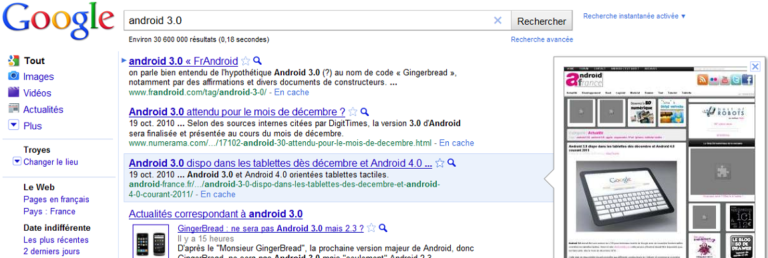 Google
android 3.0
Rechercher
Recherche instantanée activée
Environ 30 600 000 résultats (0,18 secondes)
Recherche avancée
Tout
Images
Vidéos
Actualités
Plus
Troyes
Changer le lieu
Le Web
Pages en français
Pays : France
Date indifférente
Les plus récentes
2 derniers jours
android 3.0 « FrAndroid
on parle bien entendu de l'hypothétique Android 3.0 (?) au nom de code « Gingerbread »,
notamment par des affirmations et divers documents de constructeurs. ...
www.frandroid.com/tag/android-3-0/ - En cache
Android 3.0 attendu pour le mois de décembre ?
19 oct. 2010 ... Selon des sources internes citées par DigiTimes, la version 3.0 d'Android
sera finalisée et présentée au cours du mois de décembre.
www.numerama.com/.../17102-android-30-attendu-pour-le-mois-de-decembre.html - En cache
Android 3.0 dispo dans les tablettes dès décembre et Android 4.0 ...
19 oct. 2010 ... Android 3.0 et Android 4.0 orientées tablettes tactiles.
android-france.fr/.../android-3-0-dispo-dans-les-tablettes-des-decembre-et-android-
4-0-courant-2011/ - En cache
Actualités correspondant à android 3.0
GingerBread : ne sera pas Android 3.0 mais 2.3 ?
Il y a 15 heures
D'après le "Monsieur GingerBread", la prochaine version majeur de Android, donc
GingerBread, ne sera pas Android 3.0 mais "seulement" Android 2.3
android
france
Android 3.0 dispo dans les tablettes dès décembre et Android 4.0
courant 2011
Google
ROBOTS